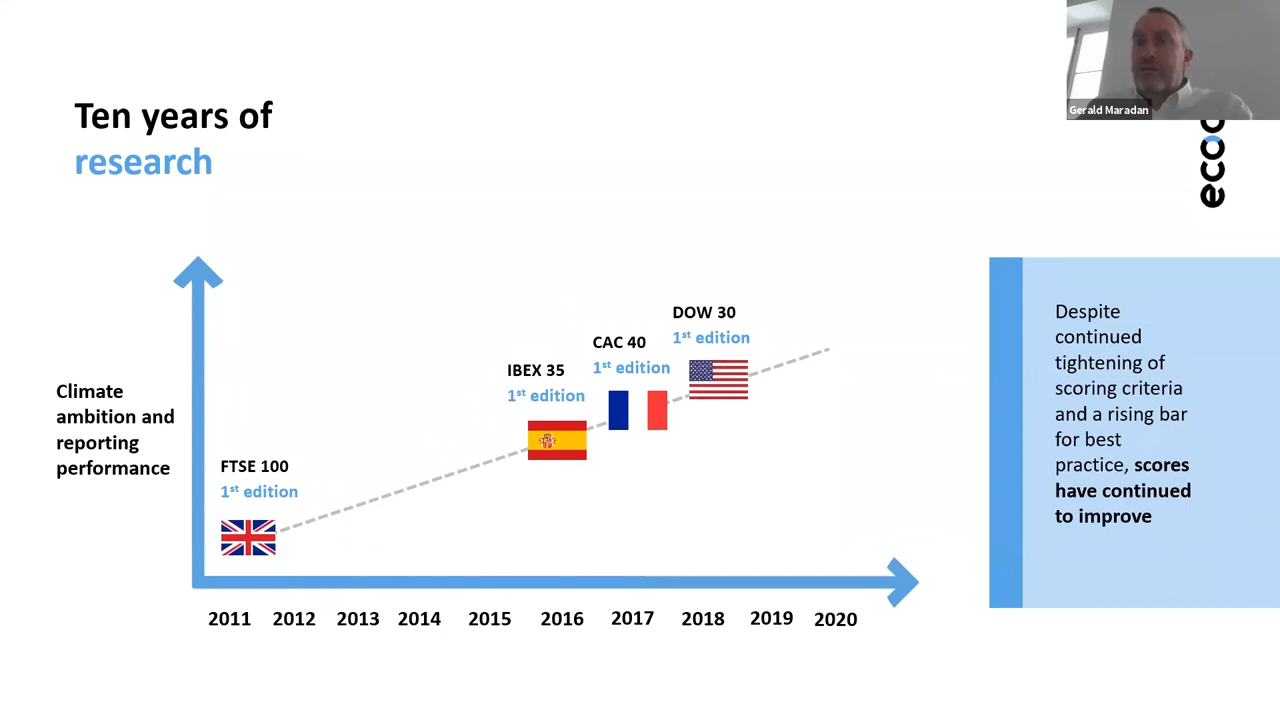 Ten years of
research
Gerald Maradan
Climate
ambition and
reporting
performance
FTSE 100
1st edition
IBEX 35
1st edition
CAC 40
1st edition
DOW 30
1st edition
2011 2012 2013 2014 2015 2016 2017 2018 2019 2020
Despite
continued
tightening of
scoring criteria
and a rising bar
for best
practice, scores
have continued
to improve